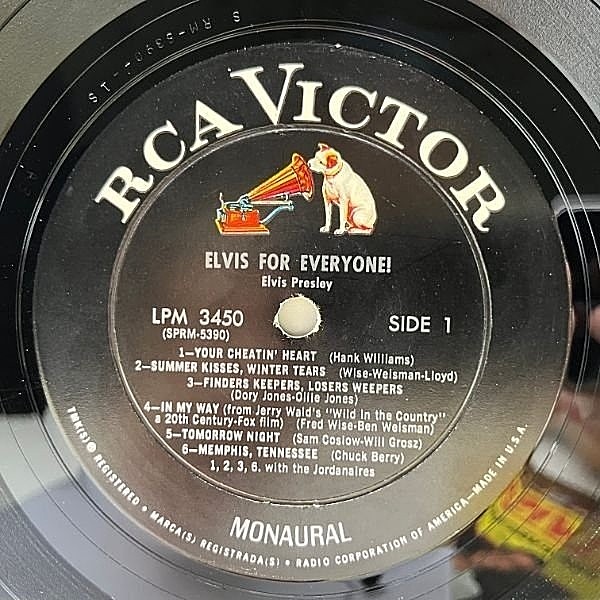 RCA VICTOR
ELVIS FOR EVERYONE!
Elvis Presley
LPM 3450
(SPRM-5390)
SIDE 1
1—YOUR CHEATIN' HEART (Hank Williams)
2—SUMMER KISSES, WINTER TEARS (Wise-Weisman-Lloyd)
3—FINDERS KEEPERS, LOSERS WEEPERS
(Dory Jones-Ollie Jones)
4—IN MY WAY (from Jerry Wald's "Wild In the Country"
a 20th Century-Fox film) (Fred Wise-Ben Weisman)
5—TOMORROW NIGHT (Sam Coslow-Will Grosz)
6—MEMPHIS, TENNESSEE (Chuck Berry)
1, 2, 3, 6. with the Jordanaires
MONAURAL
TMK(S) ® REGISTERED • MARCA(S) REGISTRADA(S) • RADIO CORPORATION OF AMERICA—MADE IN U.S.A.